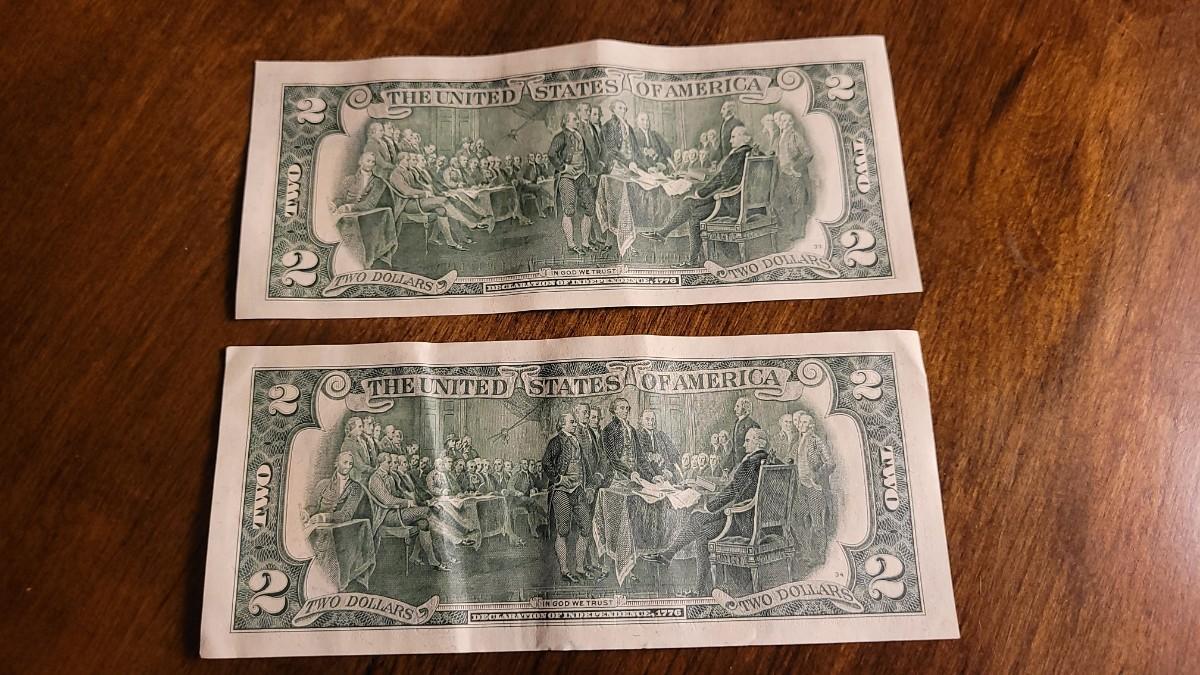 THE UNITED STATES OF AMERICA
2 2
TWO TWO
2 2
33
TWO DOLLARS IN GOD WE TRUST TWO DOLLARS
DECLARATION OF INDEPENDENCE, 1776
THE UNITED STATES OF AMERICA
2 2
TWO TWO
2 2
34
TWO DOLLARS IN GOD WE TRUST TWO DOLLARS
DECLARATION OF INDEPENDENCE, 1776